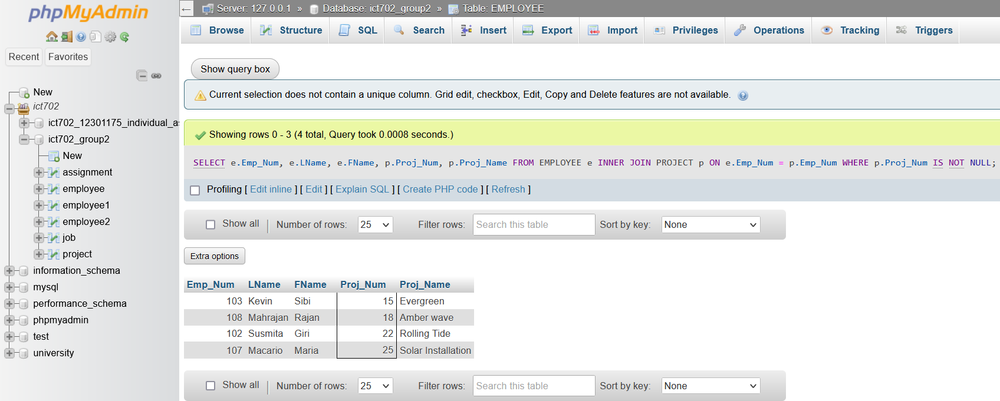 phpMyAdmin
Recent Favorites
New
ict702
ict702_12301175_individual_as
ict702_group2
New
assignment
employee
employee1
employee2
job
project
information_schema
mysql
performance_schema
phpmyadmin
test
university
Server: 127.0.0.1 » Database: ict702_group2 » Table: EMPLOYEE
Browse Structure SQL Search Insert Export Import Privileges Operations Tracking Triggers
Show query box
Current selection does not contain a unique column. Grid edit, checkbox, Edit, Copy and Delete features are not available.
Showing rows 0 - 3 (4 total, Query took 0.0008 seconds.)
SELECT e.Emp_Num, e.LName, e.FName, p.Proj_Num, p.Proj_Name FROM EMPLOYEE e INNER JOIN PROJECT p ON e.Emp_Num = p.Emp_Num WHERE p.Proj_Num IS NOT NULL;
Profiling [ Edit inline ] [ Edit ] [ Explain SQL ] [ Create PHP code ] [ Refresh ]
Show all | Number of rows: 25 Filter rows: Search this table Sort by key: None
Extra options
Emp_Num LName FName Proj_Num Proj_Name
103 Kevin Sibi 15 Evergreen
108 Mahrajan Rajan 18 Amber wave
102 Susmita Giri 22 Rolling Tide
107 Macario Maria 25 Solar Installation
Show all | Number of rows: 25 Filter rows: Search this table Sort by key: None